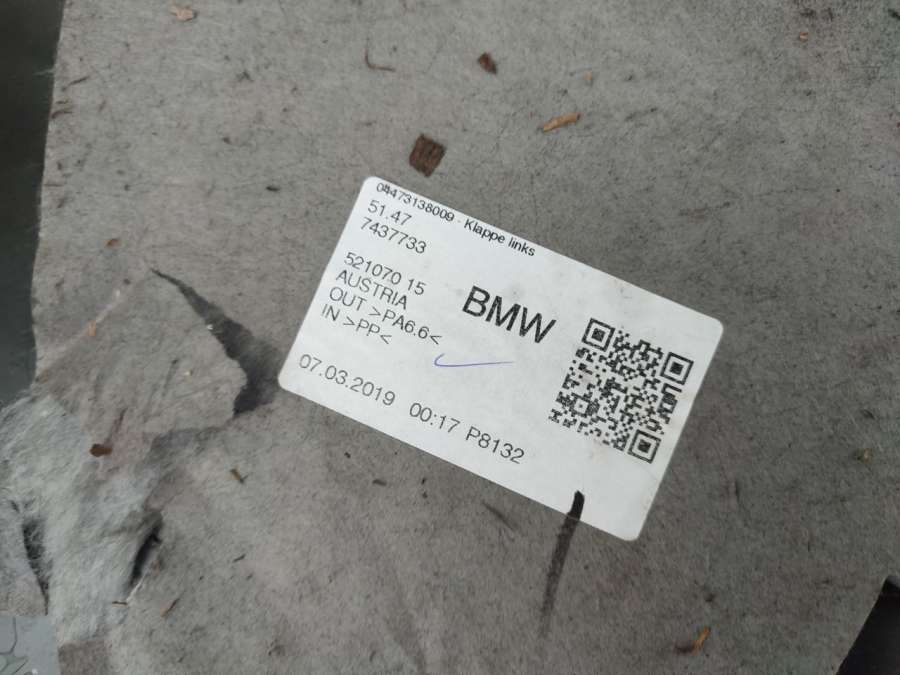 04473138009 - Klappe links
51.47
7437733
521070 15
AUSTRIA
OUT >PA6.6<
IN >PP<
BMW
07.03.2019 00:17 P8132